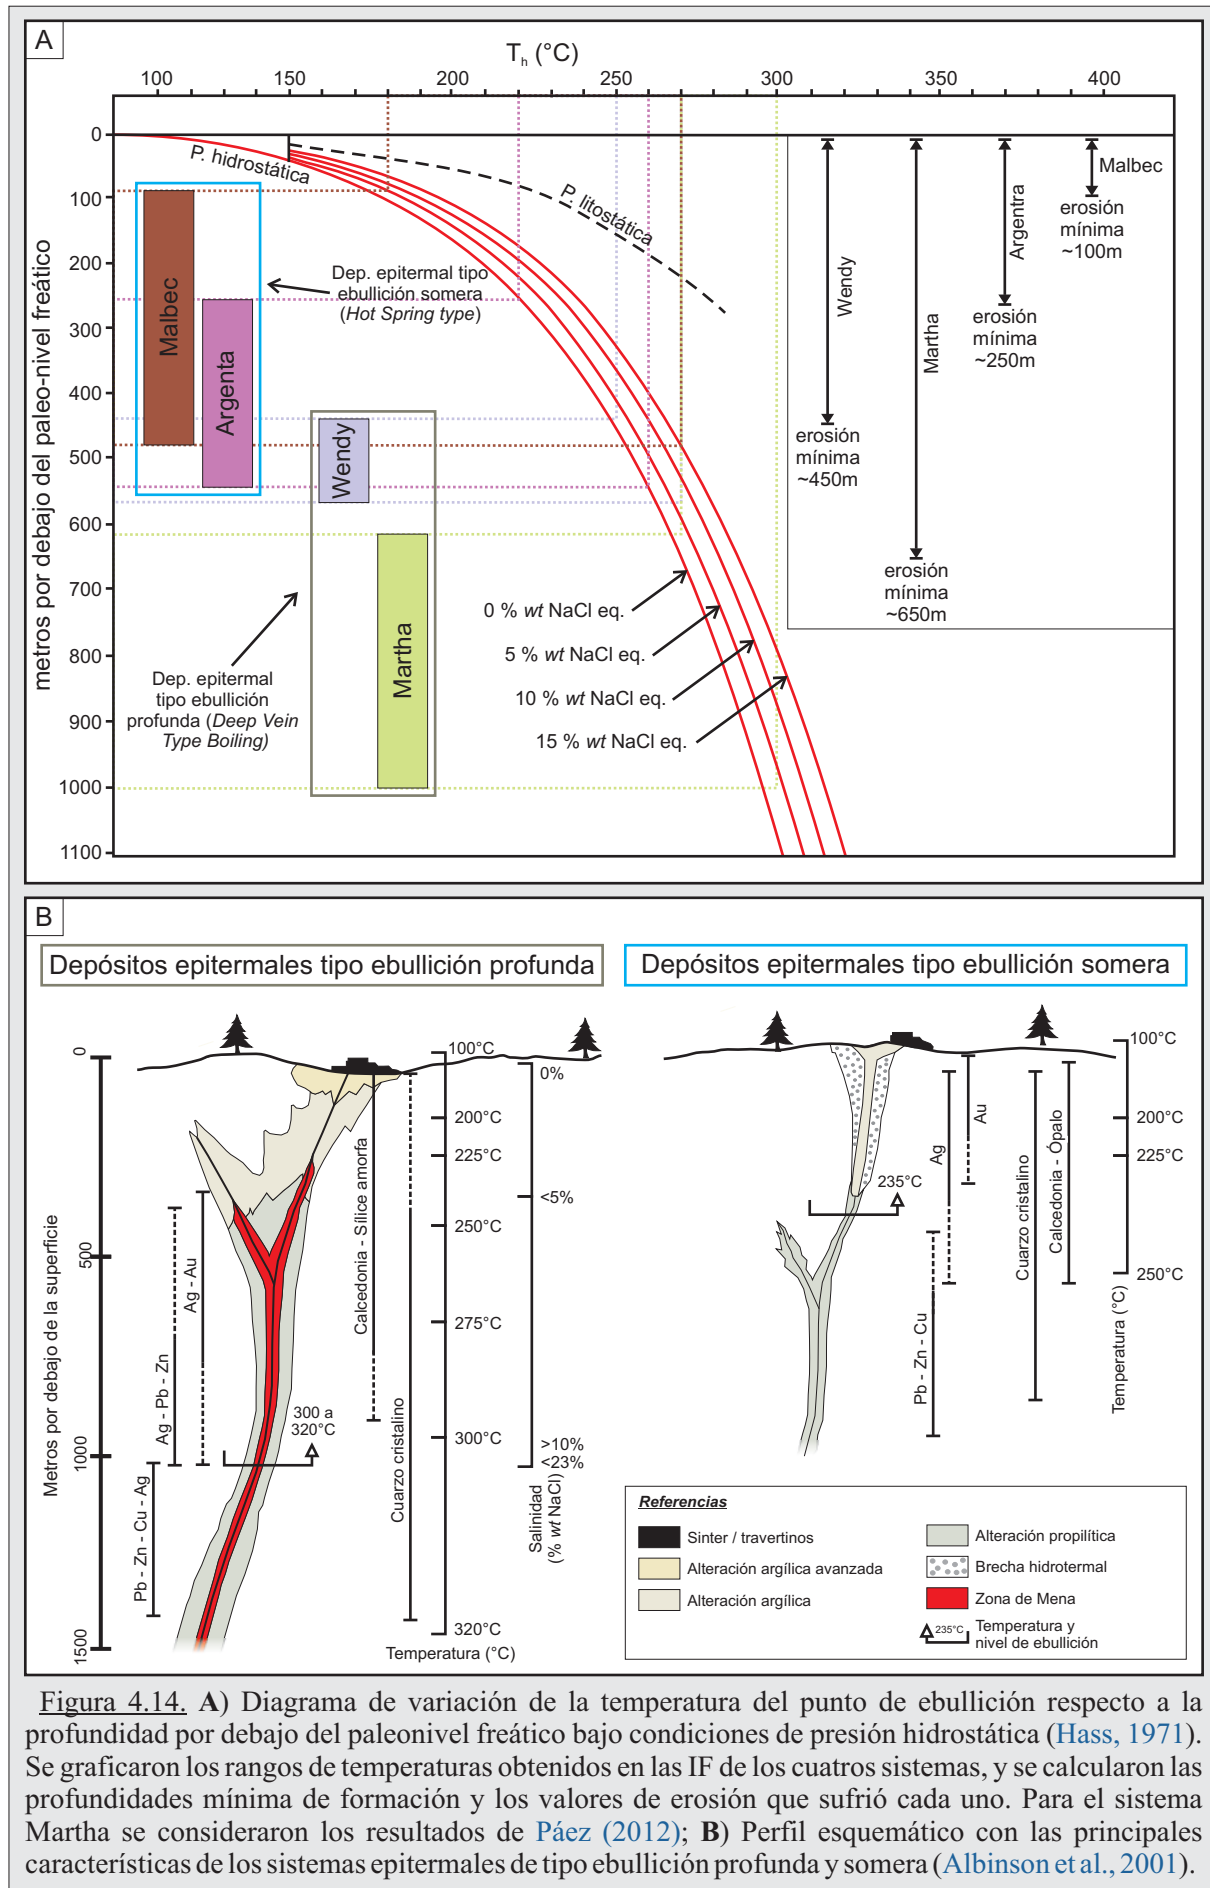 A
Th (°C)
100 150 200 250 300 350 400
metros por debajo del paleo-nivel freático
0
100
200
300
400
500
600
700
800
900
1000
1100
P. hidrostática
P. litostática
Malbec
Argenta
Wendy
Martha
Dep. epitermal tipo
ebullición somera
(Hot Spring type)
Dep. epitermal
tipo ebullición
profunda (Deep Vein
Type Boiling)
0 % wt NaCl eq.
5 % wt NaCl eq.
10 % wt NaCl eq.
15 % wt NaCl eq.
Wendy
erosión
mínima
~450m
Martha
erosión
mínima
~650m
Argentra
erosión
mínima
~250m
Malbec
erosión
mínima
~100m
B
Depósitos epitermales tipo ebullición profunda
Metros por debajo de la superficie
0
500
1000
1500
Pb - Zn - Cu - Ag
Ag - Pb - Zn
Ag - Au
300 a
320°C
Calcedonia - Sílice amorfa
Cuarzo cristalino
100°C
200°C
225°C
250°C
275°C
300°C
320°C
Temperatura (°C)
0%
<5%
>10%
<23%
Salinidad
(% wt NaCl)
Depósitos epitermales tipo ebullición somera
235°C
Pb - Zn - Cu
Ag
Au
Cuarzo cristalino
Calcedonia - Ópalo
100°C
200°C
225°C
250°C
Temperatura (°C)
Referencias
Sinter / travertinos
Alteración argílica avanzada
Alteración argílica
Alteración propilítica
Brecha hidrotermal
Zona de Mena
235°C
Temperatura y
nivel de ebullición
Figura 4.14. A) Diagrama de variación de la temperatura del punto de ebullición respecto a la
profundidad por debajo del paleonivel freático bajo condiciones de presión hidrostática (Hass, 1971).
Se graficaron los rangos de temperaturas obtenidos en las IF de los cuatros sistemas, y se calcularon las
profundidades mínima de formación y los valores de erosión que sufrió cada uno. Para el sistema
Martha se consideraron los resultados de Páez (2012); B) Perfil esquemático con las principales
características de los sistemas epitermales de tipo ebullición profunda y somera (Albinson et al., 2001).